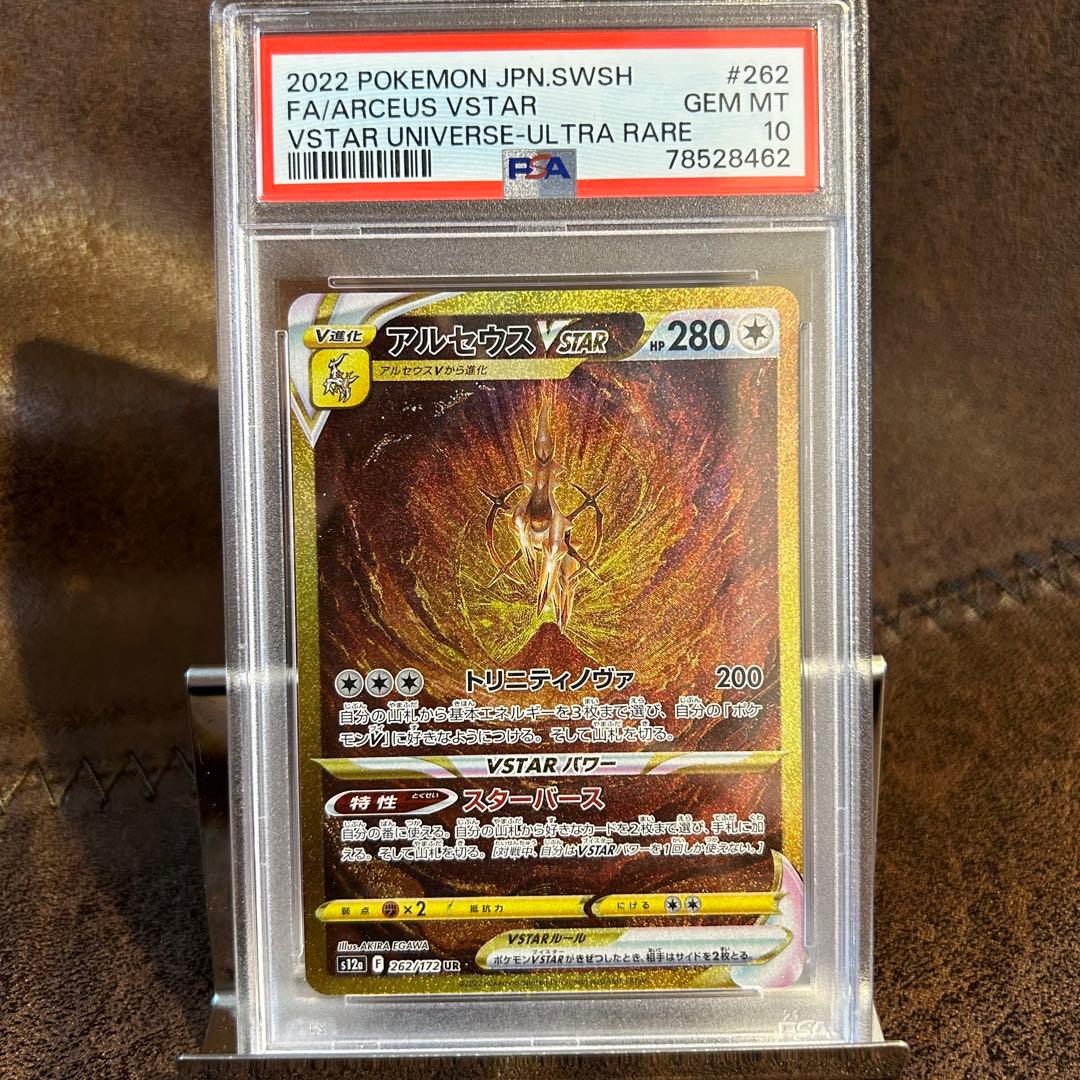 2022 POKEMON JPN.SWSH #262
FA/ARCEUS VSTAR GEM MT
VSTAR UNIVERSE-ULTRA RARE 10
PSA 78528462
V進化 アルセウス VSTAR HP 280
アルセウスVから進化
トリニティノヴァ 200
自分の山札から基本エネルギーを3枚まで選び、自分の「ポケ
モンV」に好きなようにつける。そして山札を切る。
VSTARパワー
特性 とくせい スターバース
自分の番に使える。自分の山札から好きなカードを2枚まで選び、手札に加
える。そして山札を切る。[対戦中、自分はVSTARパワーを1回しか使えない。]
弱点 ×2 抵抗力 にげる
Illus. AKIRA EGAWA VSTARルール
ポケモンVSTARがきぜつしたとき、相手はサイドを2枚とる。
s12a F 262/172 UR